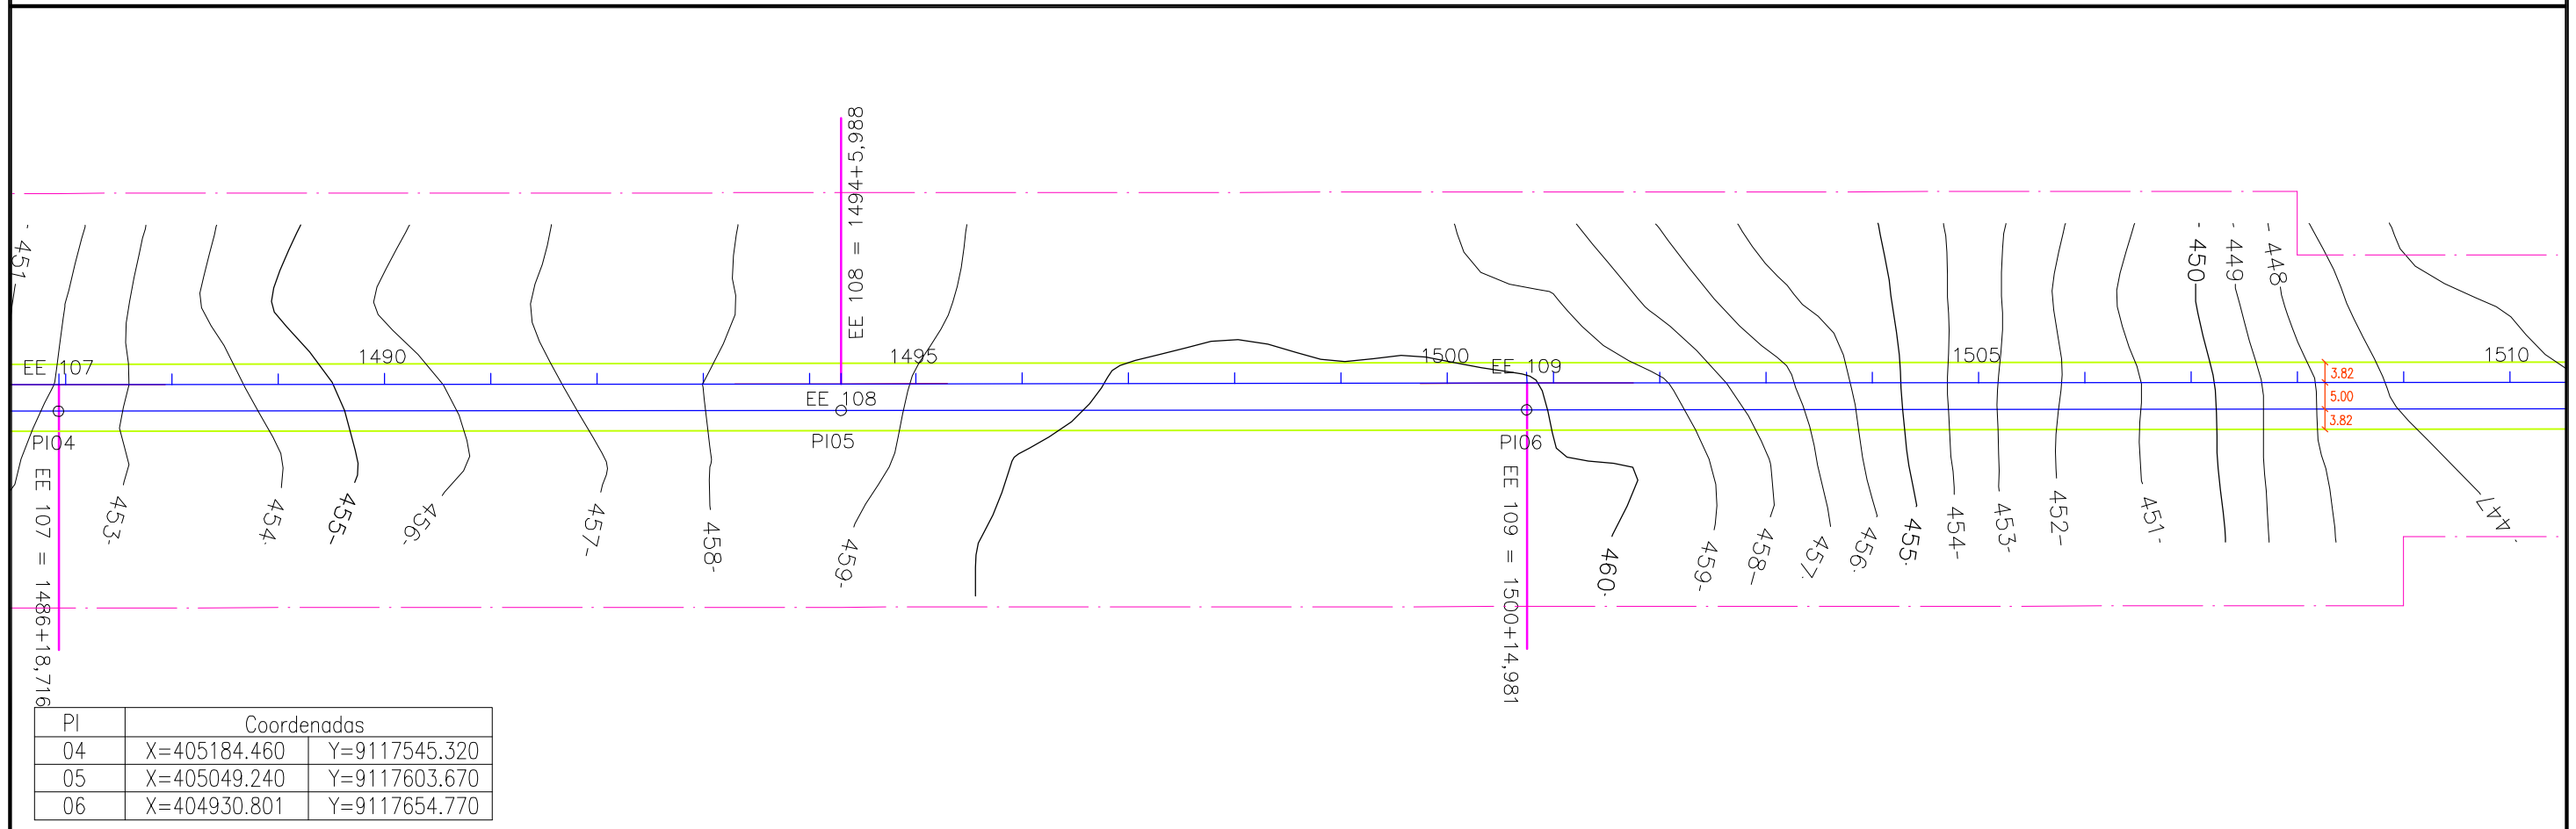 EE 108 = 1494+5,988
- 451
- 450
- 449
- 448
EE 107
1490
1495
1500
EE 109
1505
1510
3.82
5.00
3.82
EE 108
PI04
PI05
PI06
EE 107 = 1486+18,716
EE 109 = 1500+14,981
453-
454-
455-
456-
457-
458-
459-
460-
459-
458-
457-
456-
455-
454-
453-
452-
451-
447-
PI Coordenadas
04 X=405184.460 Y=9117545.320
05 X=405049.240 Y=9117603.670
06 X=404930.801 Y=9117654.770